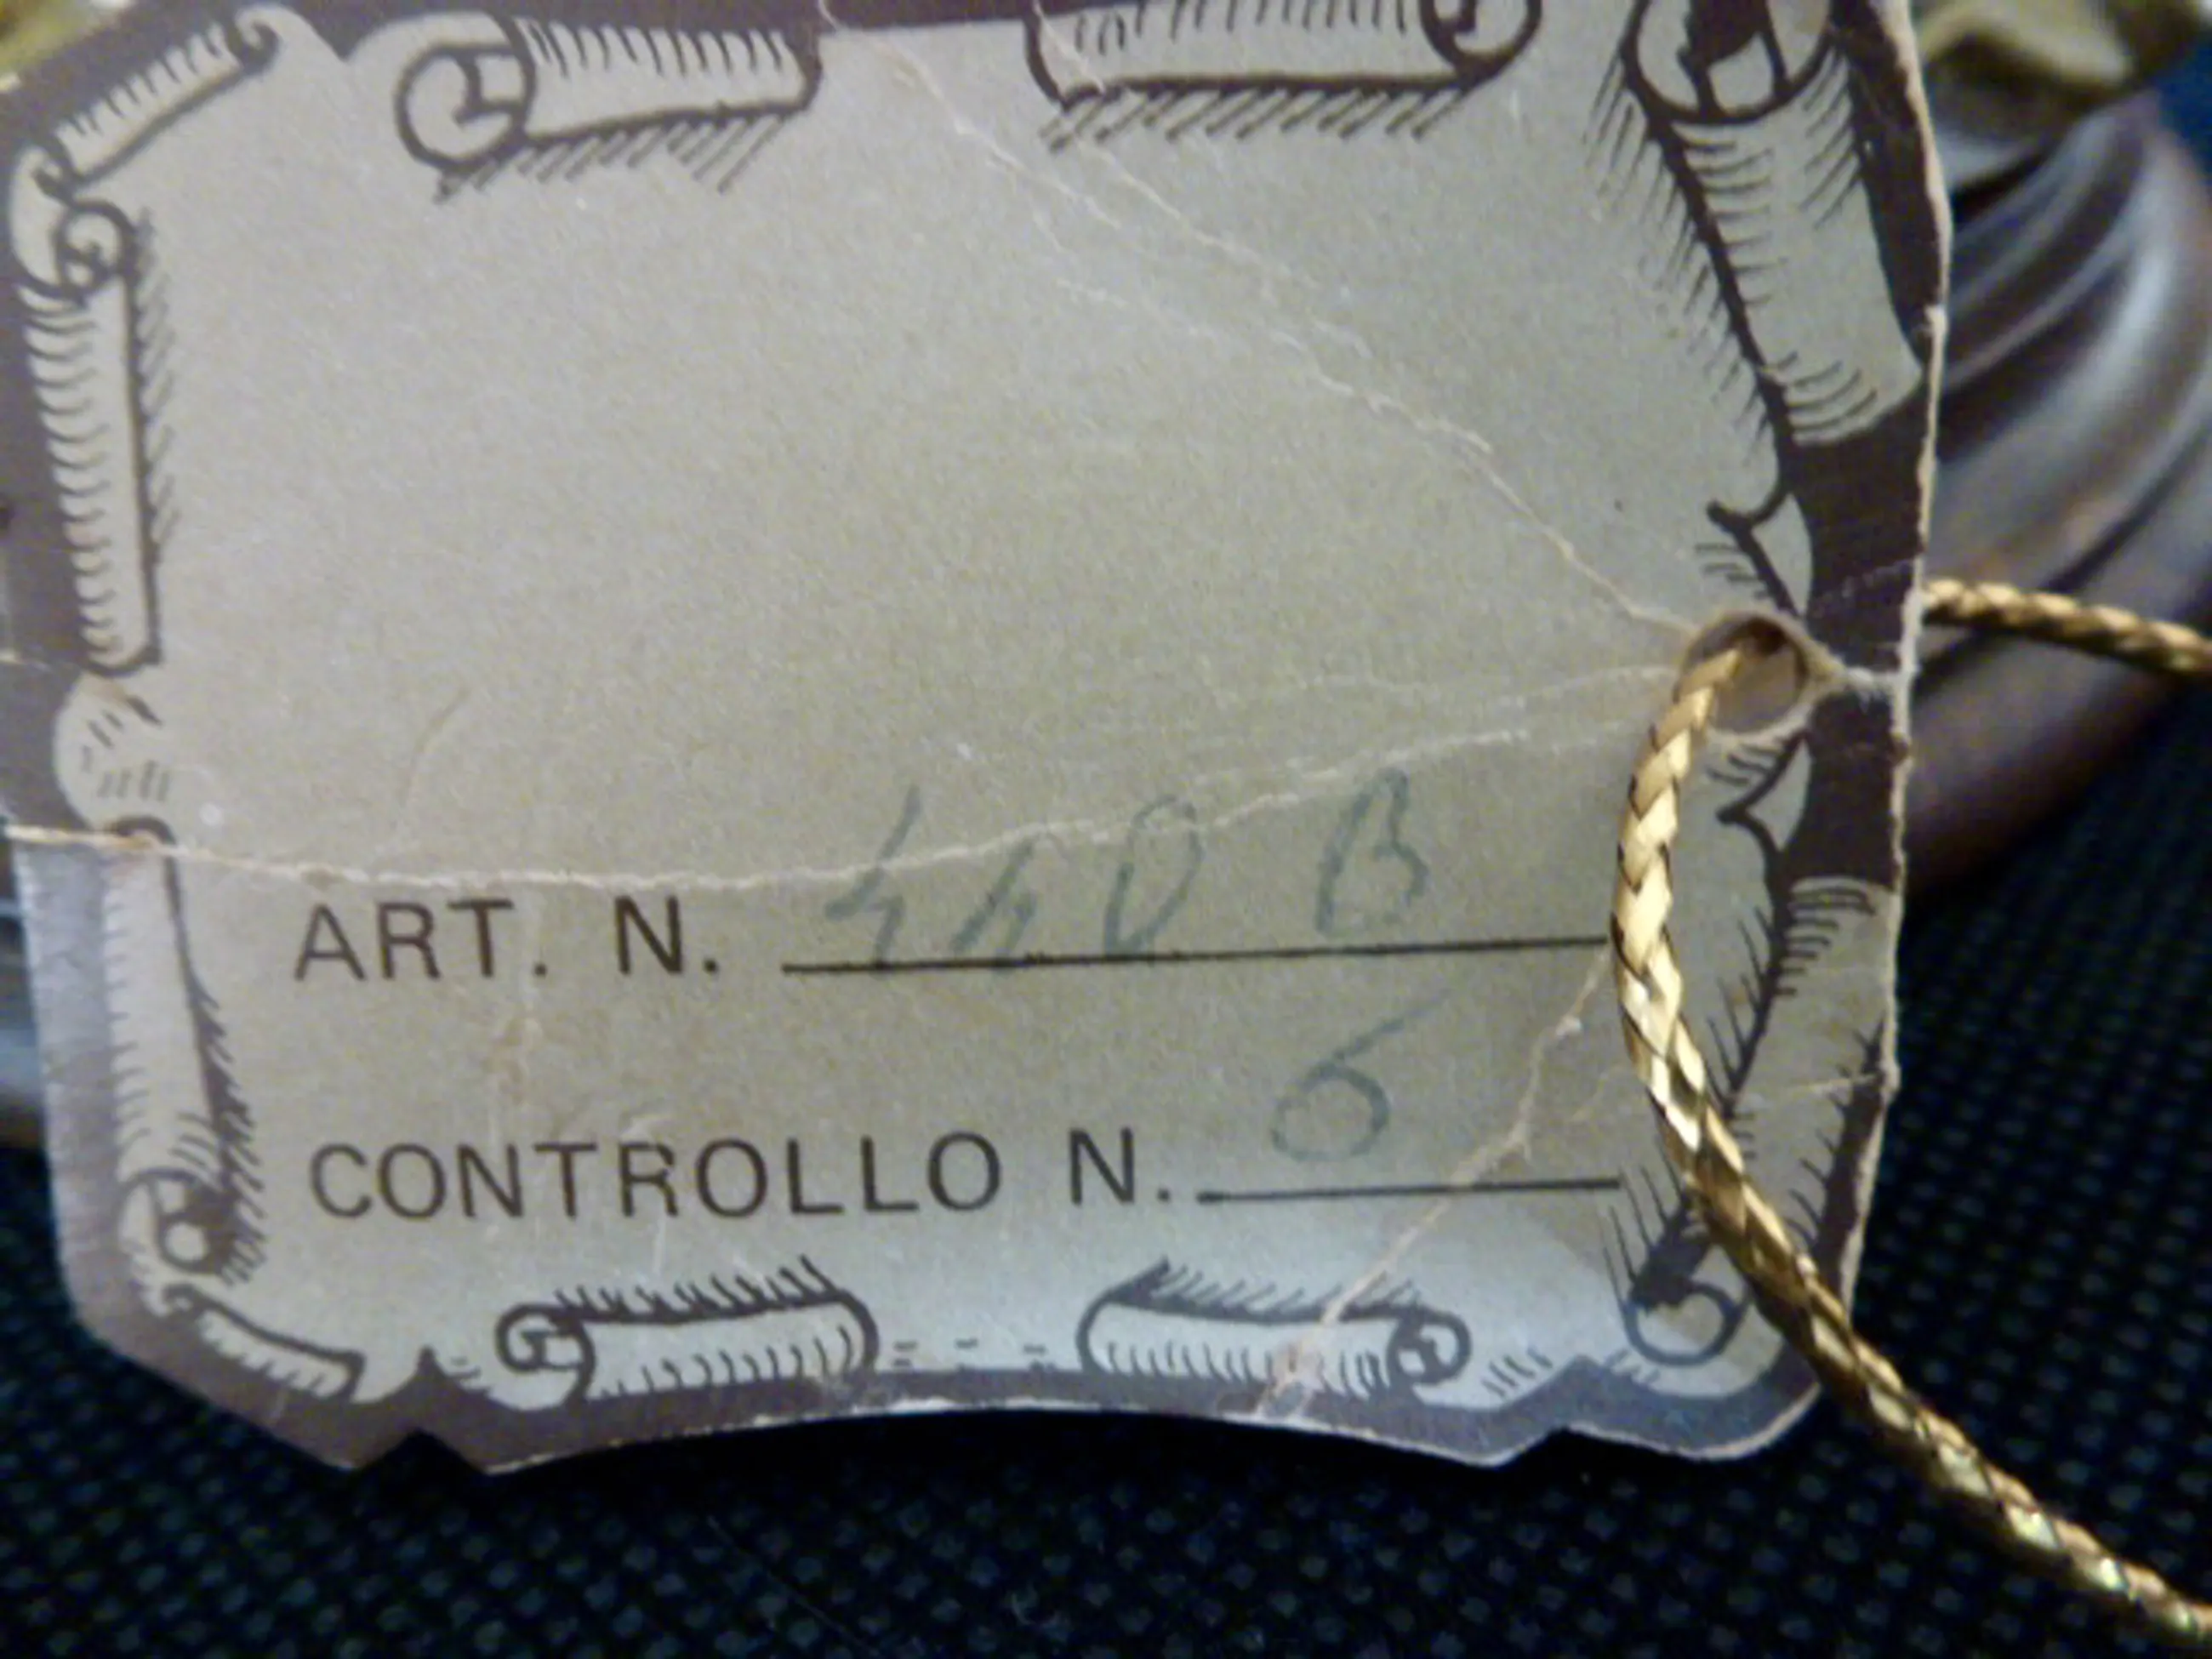 ART. N. 440 B
CONTROLLO N. 6